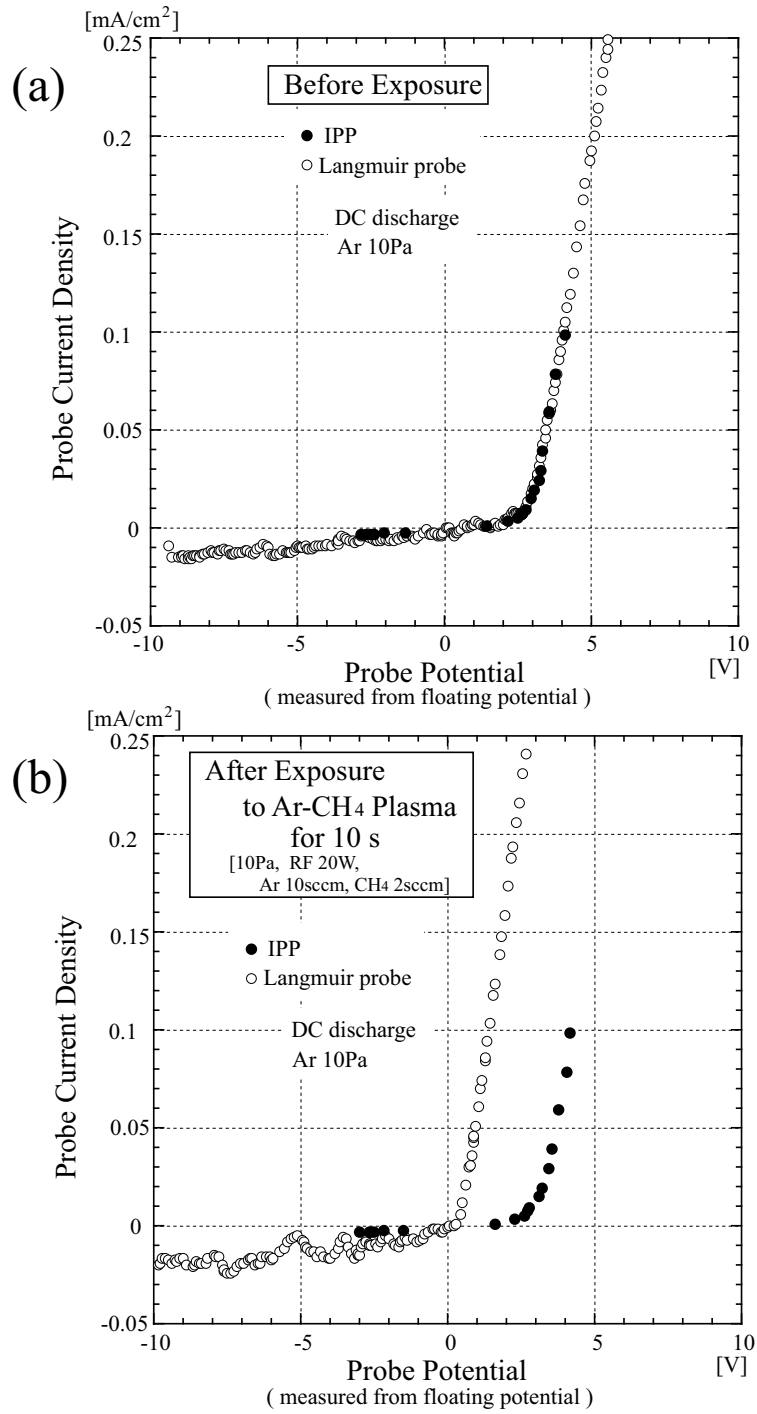 [mA/cm²]
(a)
0.25
0.2
0.15
0.1
0.05
0
-0.05
Probe Current Density
Before Exposure
IPP
Langmuir probe
DC discharge
Ar 10Pa
-10
-5
0
5
10
Probe Potential
[V]
( measured from floating potential )
[mA/cm²]
(b)
0.25
0.2
0.15
0.1
0.05
0
-0.05
Probe Current Density
After Exposure
to Ar-CH₄ Plasma
for 10 s
[10Pa, RF 20W,
Ar 10sccm, CH₄ 2sccm]
IPP
Langmuir probe
DC discharge
Ar 10Pa
-10
-5
0
5
10
Probe Potential
[V]
( measured from floating potential )